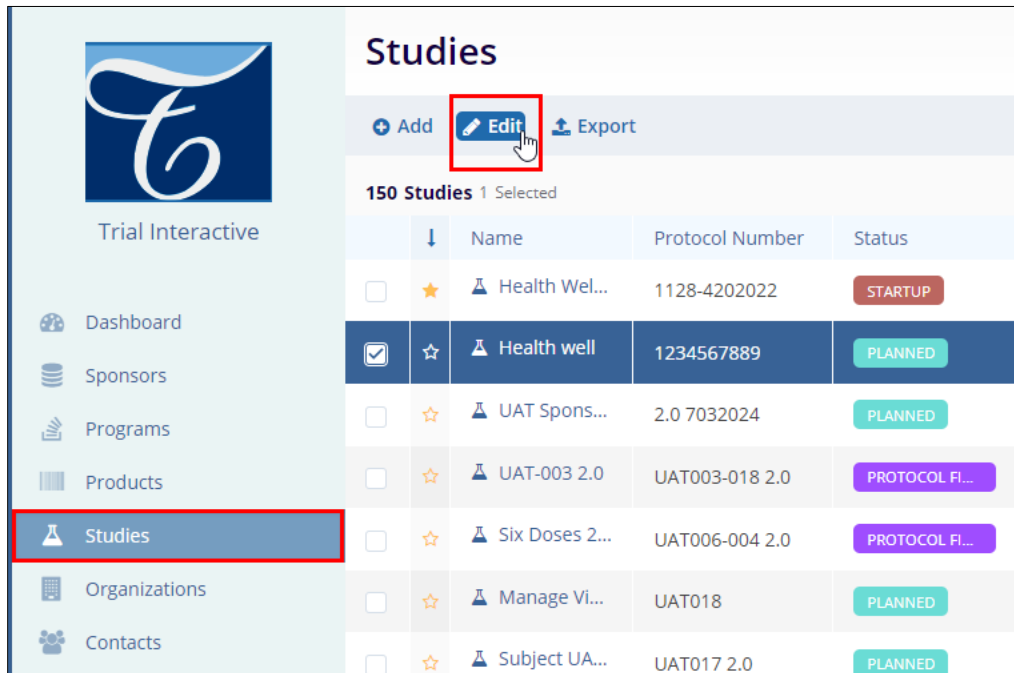 Studies
Add Edit Export
150 Studies 1 Selected
Trial Interactive
Name Protocol Number Status
Health Wel... 1128-4202022 STARTUP
Dashboard
Health well 1234567889 PLANNED
Sponsors
UAT Spons... 2.0 7032024 PLANNED
Programs
Products
UAT-003 2.0 UAT003-018 2.0 PROTOCOL FI...
Studies
Six Doses 2... UAT006-004 2.0 PROTOCOL FI...
Organizations
Manage Vi... UAT018 PLANNED
Contacts
Subject UA... UAT017 2.0 PLANNED